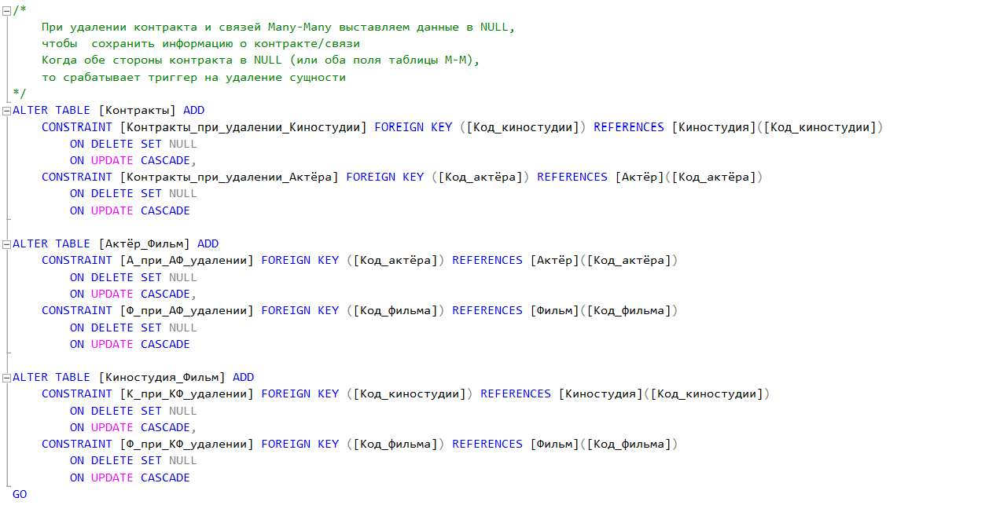 /*
    При удалении контракта и связей Many-Many выставляем данные в NULL,
    чтобы  сохранить информацию о контракте/связи
    Когда обе стороны контракта в NULL (или оба поля таблицы М-М),
    то срабатывает триггер на удаление сущности
*/
ALTER TABLE [Контракты] ADD
    CONSTRAINT [Контракты_при_удалении_Киностудии] FOREIGN KEY ([Код_киностудии]) REFERENCES [Киностудия]([Код_киностудии])
        ON DELETE SET NULL
        ON UPDATE CASCADE,
    CONSTRAINT [Контракты_при_удалении_Актёра] FOREIGN KEY ([Код_актёра]) REFERENCES [Актёр]([Код_актёра])
        ON DELETE SET NULL
        ON UPDATE CASCADE

ALTER TABLE [Актёр_Фильм] ADD
    CONSTRAINT [А_при_АФ_удалении] FOREIGN KEY ([Код_актёра]) REFERENCES [Актёр]([Код_актёра])
        ON DELETE SET NULL
        ON UPDATE CASCADE,
    CONSTRAINT [Ф_при_АФ_удалении] FOREIGN KEY ([Код_фильма]) REFERENCES [Фильм]([Код_фильма])
        ON DELETE SET NULL
        ON UPDATE CASCADE

ALTER TABLE [Киностудия_Фильм] ADD
    CONSTRAINT [К_при_КФ_удалении] FOREIGN KEY ([Код_киностудии]) REFERENCES [Киностудия]([Код_киностудии])
        ON DELETE SET NULL
        ON UPDATE CASCADE,
    CONSTRAINT [Ф_при_КФ_удалении] FOREIGN KEY ([Код_фильма]) REFERENCES [Фильм]([Код_фильма])
        ON DELETE SET NULL
        ON UPDATE CASCADE
GO